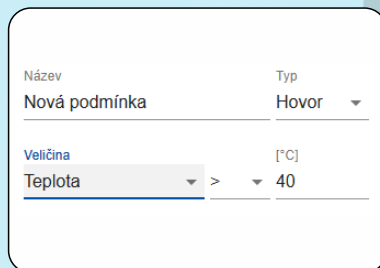 Název Typ
Nová podmínka Hovor
Veličina [°C]
Teplota > 40